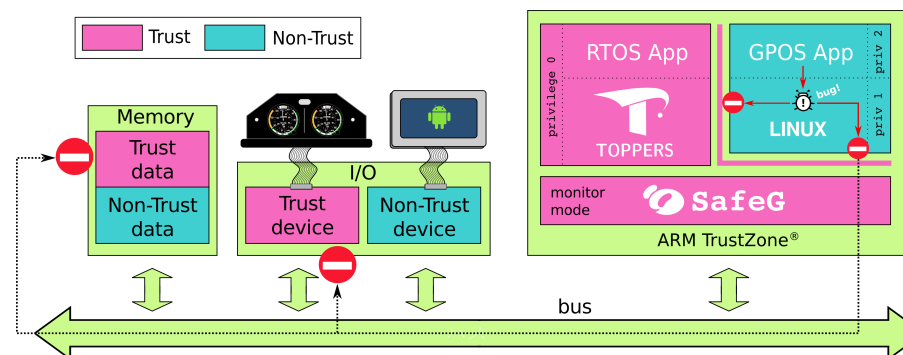 Trust
Non-Trust
Memory
Trust
data
Non-Trust
data
I/O
Trust
device
Non-Trust
device
privilege 0
RTOS App
TOPPERS
GPOS App
priv 2
bug!
LINUX
priv 1
monitor
mode
SafeG
ARM TrustZone®
bus